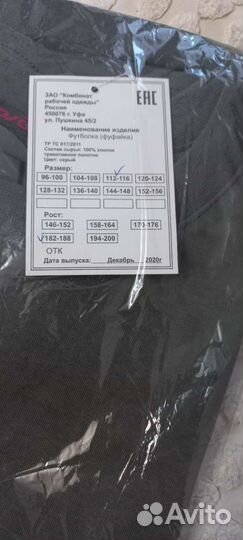 ЗАО "Комбинат
рабочей одежды"
Россия
450078 г. Уфа
ул. Пушкина 45/2
ЕАС
Наименование изделия
Футболка (фуфайка)
ТР ТС 017/2011
Состав сырья: 100% хлопок
трикотажное полотно
Цвет: серый
Размер:
96-100 104-108 112-116 120-124
128-132 136-140 144-148 152-156
Рост:
146-152 158-164 170-176
182-188 194-200
ОТК
Дата выпуска: Декабрь 2020г
Avito